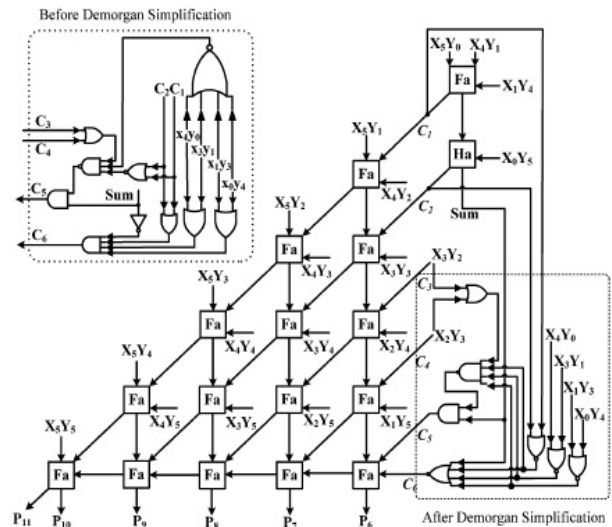 Before Demorgan Simplification
C₂C₁
C₃
C₄
x₄y₀
x₃y₁
x₁y₃
x₀y₄
C₅
Sum
C₆
X₅Y₀ X₄Y₁
Fa X₁Y₄
C₁
X₅Y₁
Ha X₀Y₅
Fa X₄Y₂
C₂
Sum
X₅Y₂
Fa X₄Y₃ Fa X₃Y₃
X₃Y₂
C₃
X₅Y₃
Fa X₄Y₄ Fa X₃Y₄ Fa X₂Y₄
X₂Y₃
C₄
X₄Y₀
X₃Y₁
X₁Y₃
X₀Y₄
X₅Y₄
Fa X₄Y₅ Fa X₃Y₅ Fa X₂Y₅ Fa X₁Y₅
C₅
X₅Y₅
Fa Fa Fa Fa Fa
C₆
P₁₁ P₁₀ P₉ P₈ P₇ P₆
After Demorgan Simplification